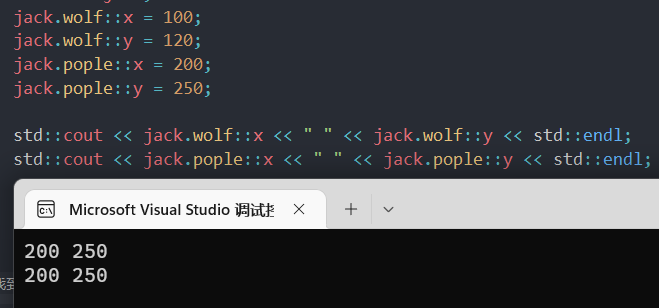 jack.wolf::x = 100;
jack.wolf::y = 120;
jack.pople::x = 200;
jack.pople::y = 250;
std::cout << jack.wolf::x << " " << jack.wolf::y << std::endl;
std::cout << jack.pople::x << " " << jack.pople::y << std::endl;
Microsoft Visual Studio 调试
200 250
200 250
到